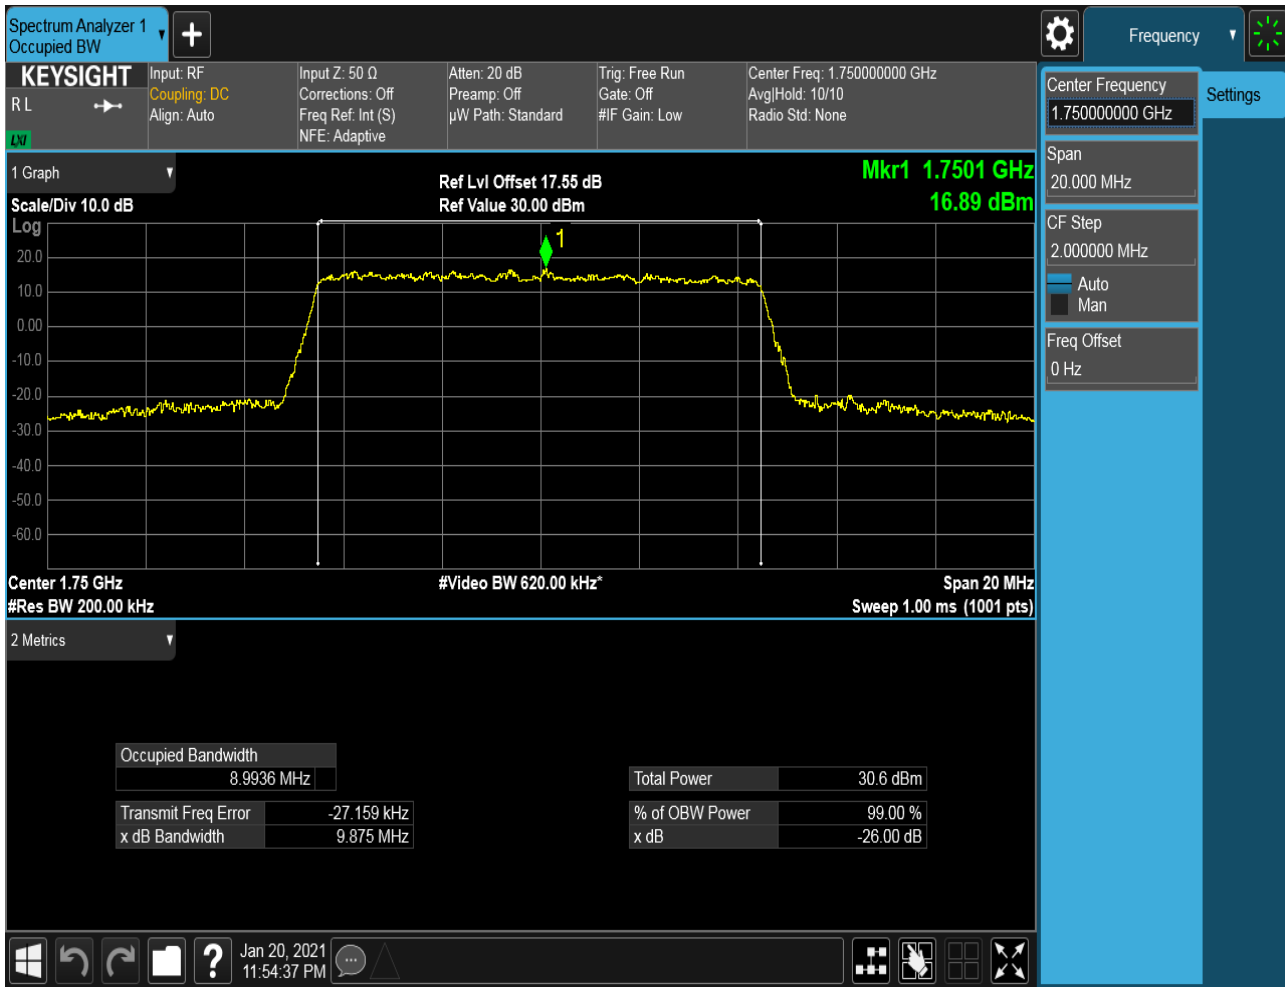 Spectrum Analyzer 1
Occupied BW
Frequency
KEYSIGHT
R L
LXI
Input: RF
Coupling: DC
Align: Auto
Input Z: 50 Ω
Corrections: Off
Freq Ref: Int (S)
NFE: Adaptive
Atten: 20 dB
Preamp: Off
µW Path: Standard
Trig: Free Run
Gate: Off
#IF Gain: Low
Center Freq: 1.750000000 GHz
Avg|Hold: 10/10
Radio Std: None
Center Frequency
1.750000000 GHz
Settings
Span
20.000 MHz
CF Step
2.000000 MHz
Auto
Man
Freq Offset
0 Hz
1 Graph
Scale/Div 10.0 dB
Ref Lvl Offset 17.55 dB
Ref Value 30.00 dBm
Mkr1 1.7501 GHz
16.89 dBm
Log
1
20.0
10.0
0.00
-10.0
-20.0
-30.0
-40.0
-50.0
-60.0
Center 1.75 GHz
#Video BW 620.00 kHz*
Span 20 MHz
#Res BW 200.00 kHz
Sweep 1.00 ms (1001 pts)
2 Metrics
Occupied Bandwidth
8.9936 MHz
Total Power 30.6 dBm
Transmit Freq Error -27.159 kHz
% of OBW Power 99.00 %
x dB Bandwidth 9.875 MHz
x dB -26.00 dB
?
Jan 20, 2021
11:54:37 PM